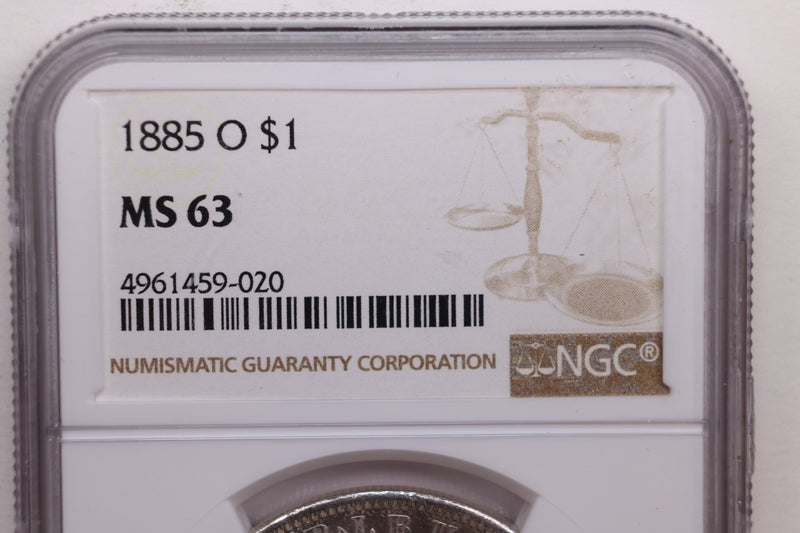 1885 O $1
MS 63
4961459-020
NUMISMATIC GUARANTY CORPORATION
NGC®